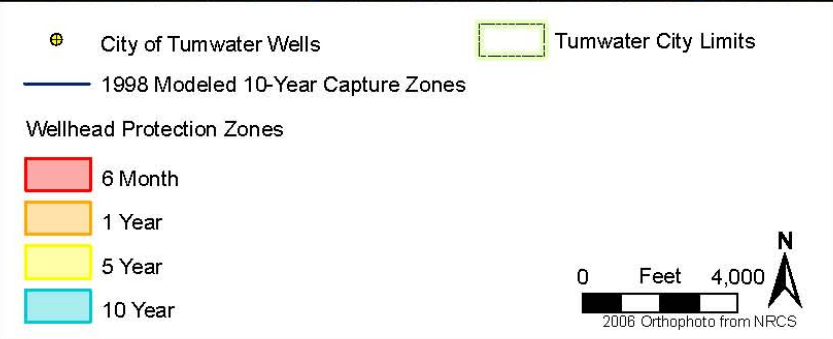 City of Tumwater Wells
Tumwater City Limits
1998 Modeled 10-Year Capture Zones
Wellhead Protection Zones
6 Month
1 Year
5 Year
10 Year
N
0 Feet 4,000
2006 Orthophoto from NRCS